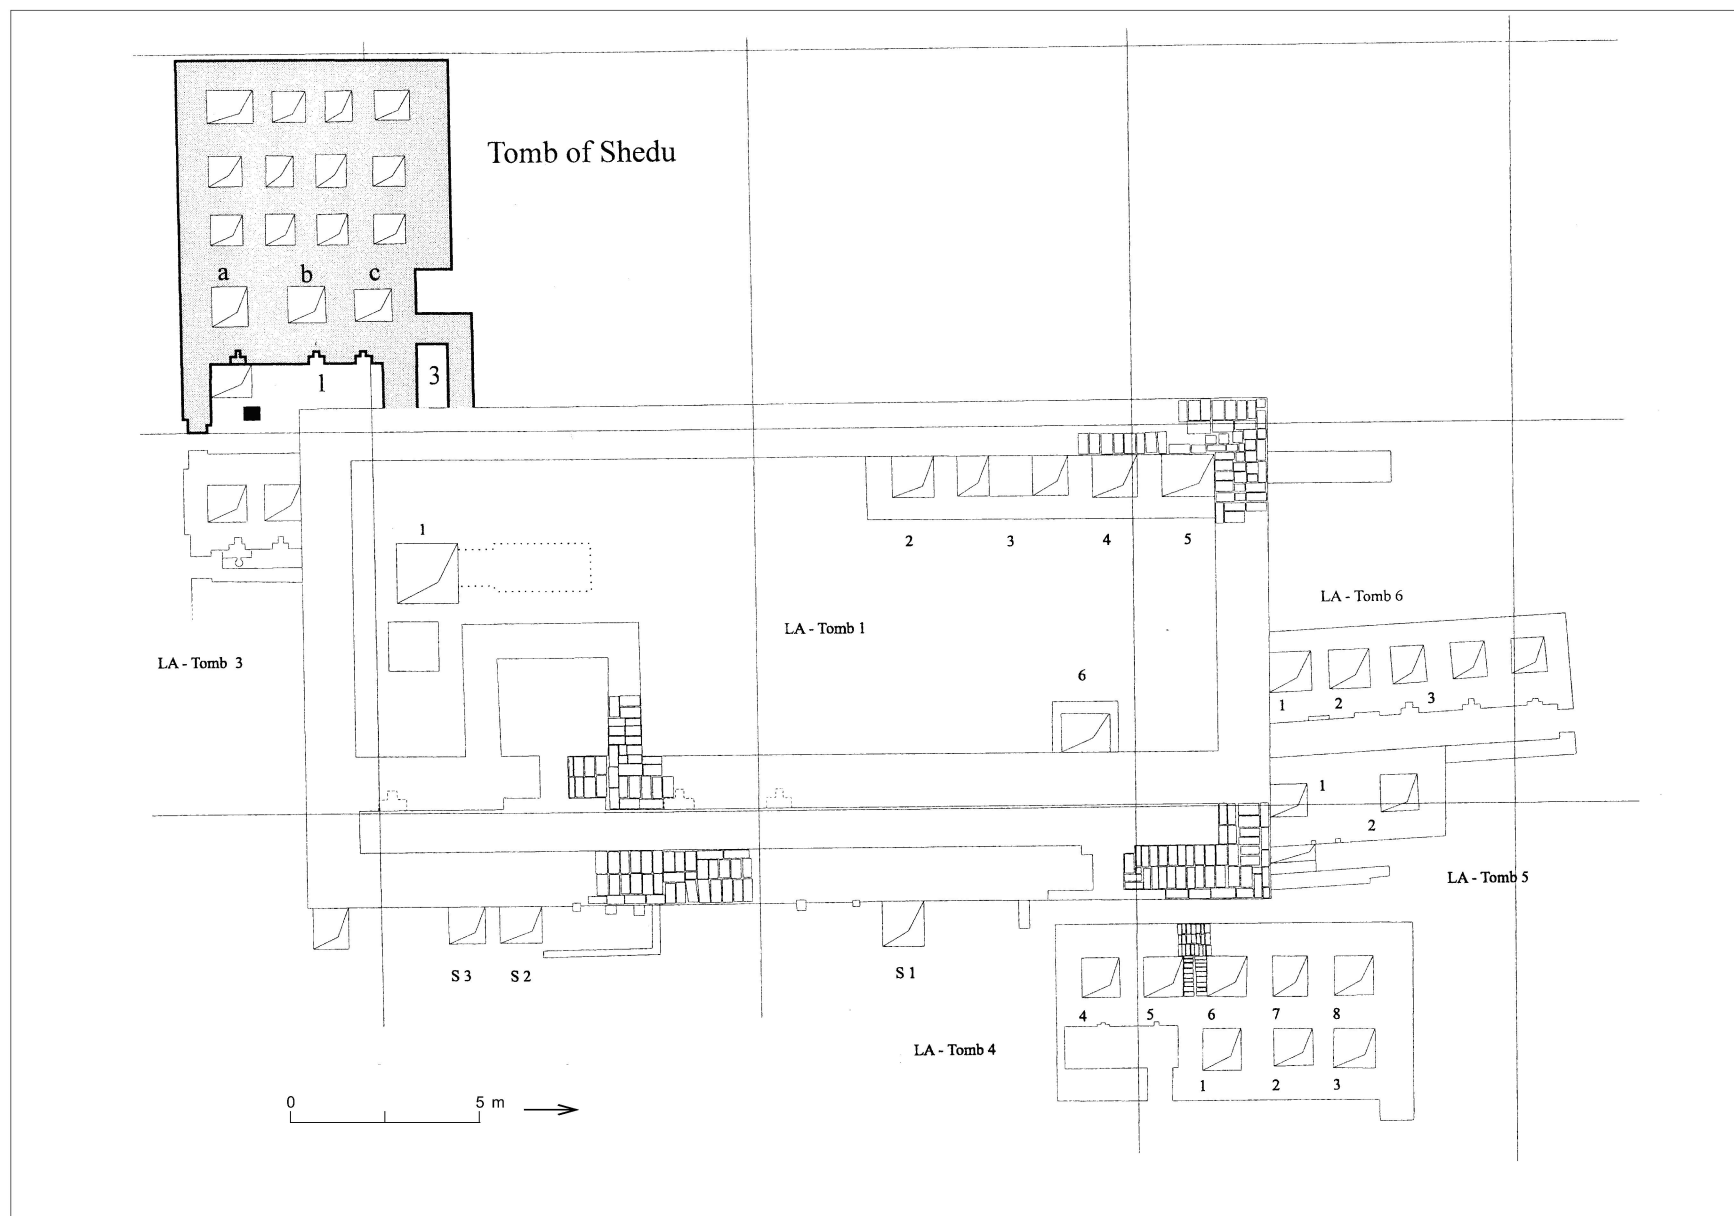 Tomb of Shedu
a b c
1 3
1
2 3 4 5
LA - Tomb 6
LA - Tomb 1
LA - Tomb 3
6
1 2 3
1
2
LA - Tomb 5
S 3 S 2 S 1
4 5 6 7 8
LA - Tomb 4
1 2 3
0 5 m